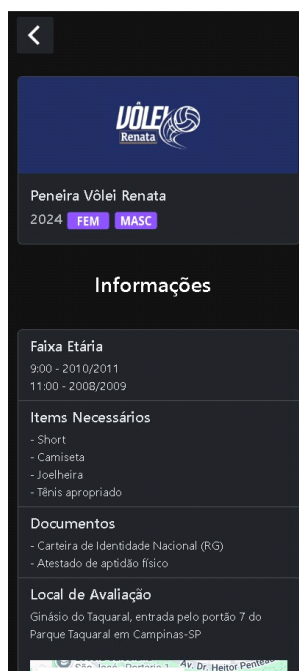 VÔLEI
Renata
Peneira Vôlei Renata
2024 FEM MASC
Informações
Faixa Etária
9:00 - 2010/2011
11:00 - 2008/2009
Items Necessários
- Short
- Camiseta
- Joelheira
- Tênis apropriado
Documentos
- Carteira de Identidade Nacional (RG)
- Atestado de aptidão físico
Local de Avaliação
Ginásio do Taquaral, entrada pelo portão 7 do
Parque Taquaral em Campinas-SP
Av. Dr. Heitor Penteado